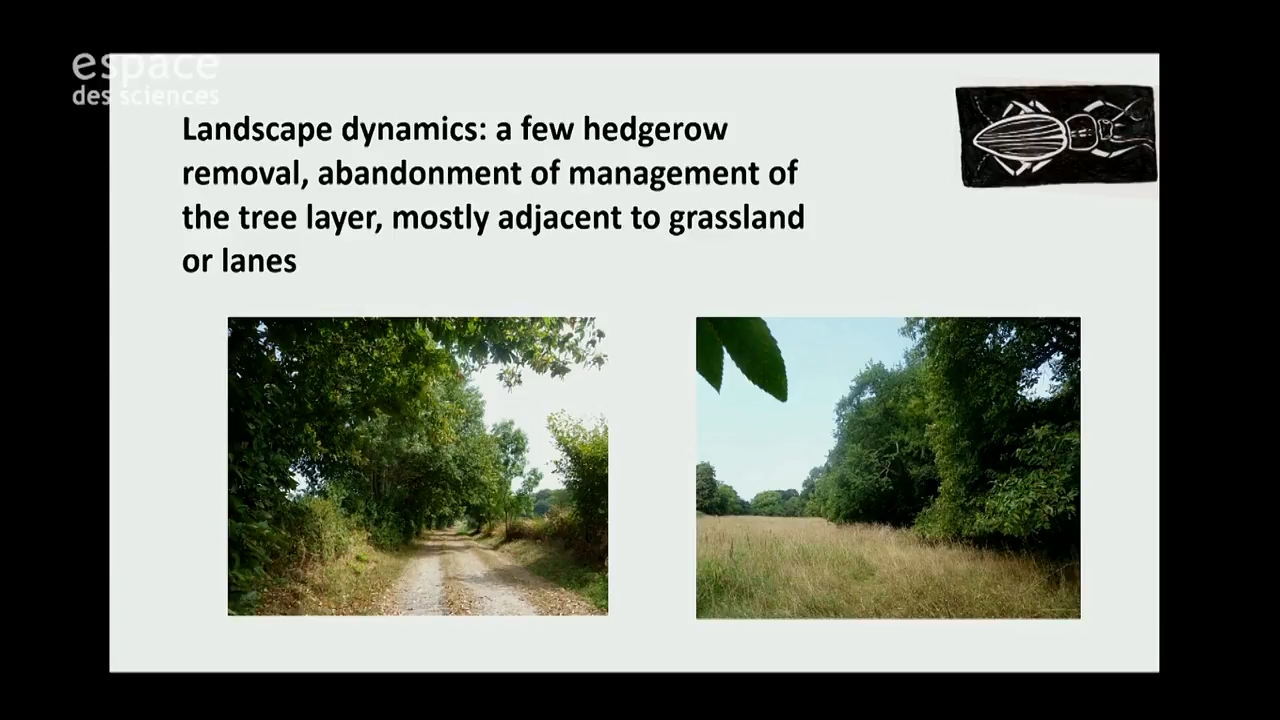 espace
des sciences
Landscape dynamics: a few hedgerow
removal, abandonment of management of
the tree layer, mostly adjacent to grassland
or lanes